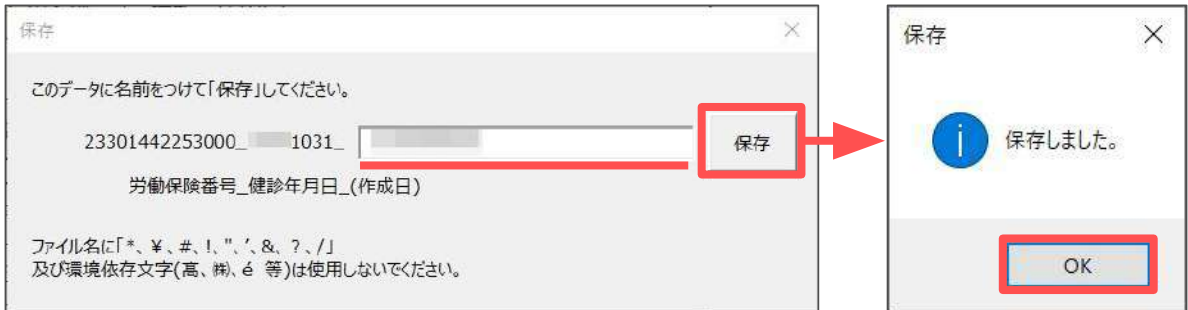 保存
このデータに名前をつけて「保存」してください。
23301442253000_ 1031_
保存
労働保険番号_健診年月日_(作成日)
ファイル名に「*、¥、#、!、"、'、&、?、/」
及び環境依存文字(髙、㈱、é 等)は使用しないでください。
保存
保存しました。
OK